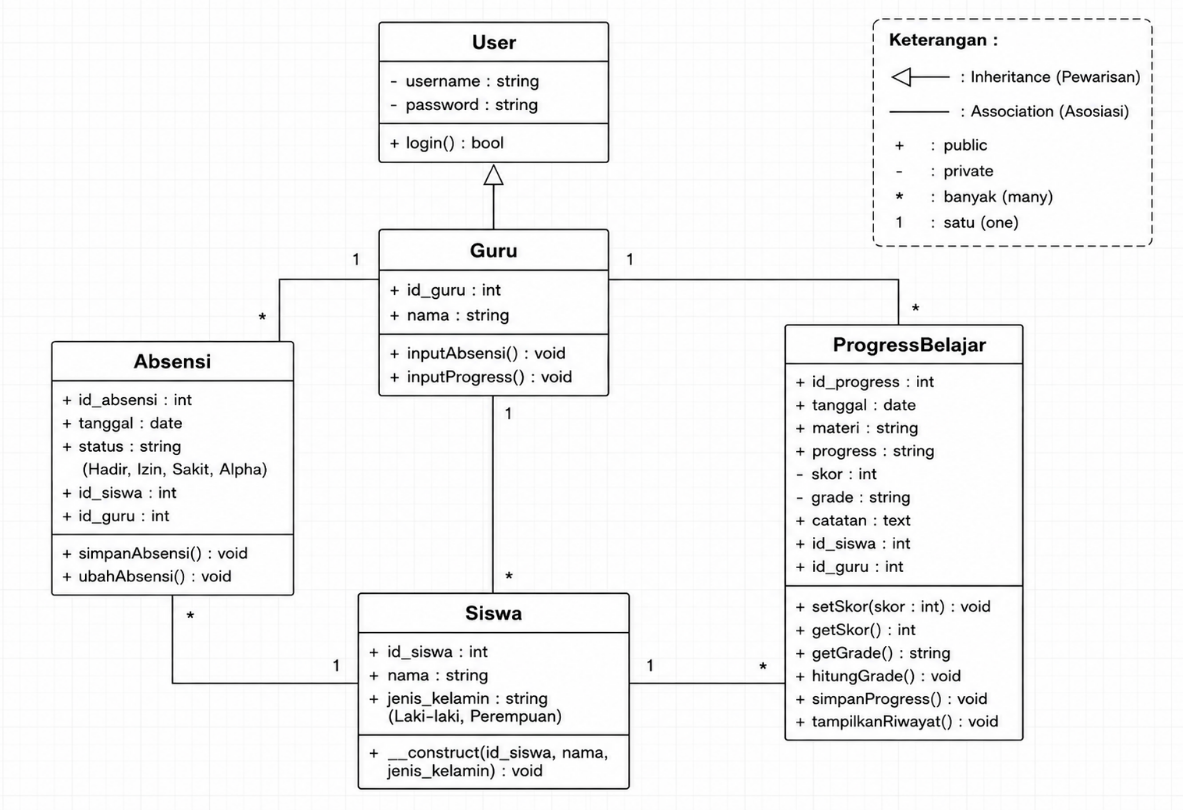 User
- username : string
- password : string
+ login() : bool
Keterangan :
: Inheritance (Pewarisan)
: Association (Asosiasi)
+ : public
- : private
* : banyak (many)
1 : satu (one)
Guru
+ id_guru : int
+ nama : string
+ inputAbsensi() : void
+ inputProgress() : void
1
*
1
*
1
*
Absensi
+ id_absensi : int
+ tanggal : date
+ status : string
(Hadir, Izin, Sakit, Alpha)
+ id_siswa : int
+ id_guru : int
+ simpanAbsensi() : void
+ ubahAbsensi() : void
*
1
ProgressBelajar
+ id_progress : int
+ tanggal : date
+ materi : string
+ progress : string
- skor : int
- grade : string
+ catatan : text
+ id_siswa : int
+ id_guru : int
+ setSkor(skor : int) : void
+ getSkor() : int
+ getGrade() : string
+ hitungGrade() : void
+ simpanProgress() : void
+ tampilkanRiwayat() : void
Siswa
+ id_siswa : int
+ nama : string
+ jenis_kelamin : string
(Laki-laki, Perempuan)
+ __construct(id_siswa, nama,
jenis_kelamin) : void
1
*